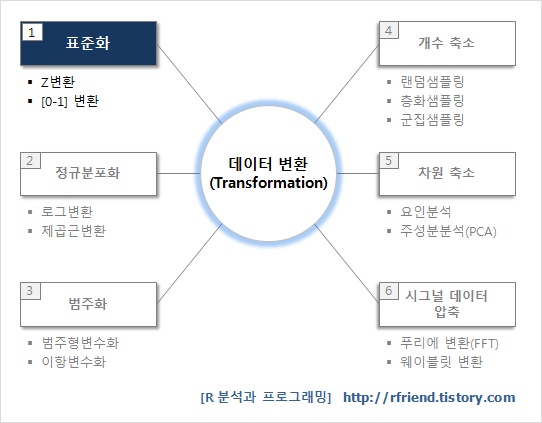 1
표준화
▪ Z변환
▪ [0-1] 변환
2
정규분포화
▪ 로그변환
▪ 제곱근변환
3
범주화
▪ 범주형변수화
▪ 이항변수화
데이터 변환
(Transformation)
4
개수 축소
▪ 랜덤샘플링
▪ 층화샘플링
▪ 군집샘플링
5
차원 축소
▪ 요인분석
▪ 주성분분석(PCA)
6
시그널 데이터
압축
▪ 푸리에 변환(FFT)
▪ 웨이블릿 변환
[R 분석과 프로그래밍] http://rfriend.tistory.com